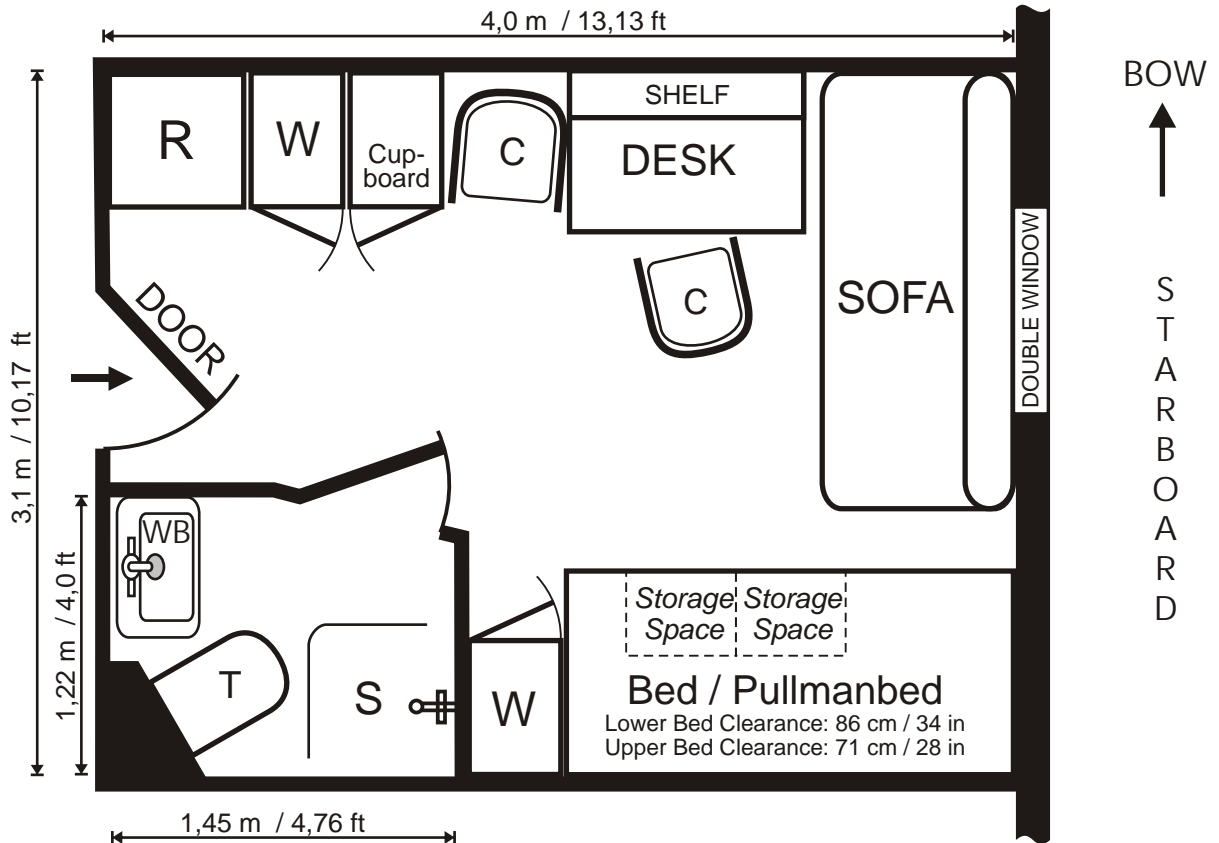 4,0 m / 13,13 ft
BOW
R
W
Cup-
board
C
SHELF
DESK
SOFA
DOUBLE WINDOW
STARBOARD
DOOR
C
3,1 m / 10,17 ft
1,22 m / 4,0 ft
WB
T
S
W
Storage Space
Storage Space
Bed / Pullmanbed
Lower Bed Clearance: 86 cm / 34 in
Upper Bed Clearance: 71 cm / 28 in
1,45 m / 4,76 ft